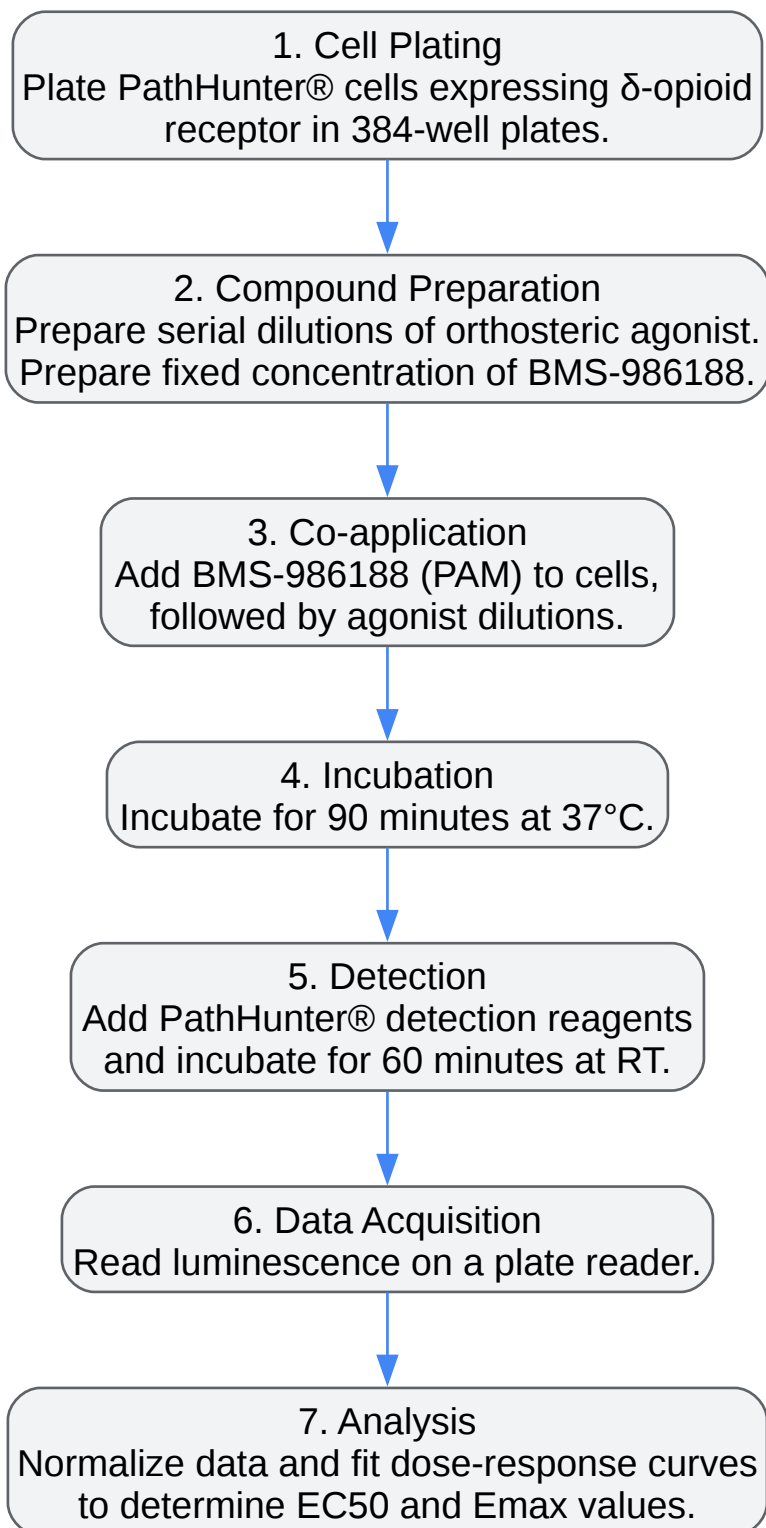 1. Cell Plating
Plate PathHunter® cells expressing δ-opioid
receptor in 384-well plates.
2. Compound Preparation
Prepare serial dilutions of orthosteric agonist.
Prepare fixed concentration of BMS-986188.
3. Co-application
Add BMS-986188 (PAM) to cells,
followed by agonist dilutions.
4. Incubation
Incubate for 90 minutes at 37°C.
5. Detection
Add PathHunter® detection reagents
and incubate for 60 minutes at RT.
6. Data Acquisition
Read luminescence on a plate reader.
7. Analysis
Normalize data and fit dose-response curves
to determine EC50 and Emax values.